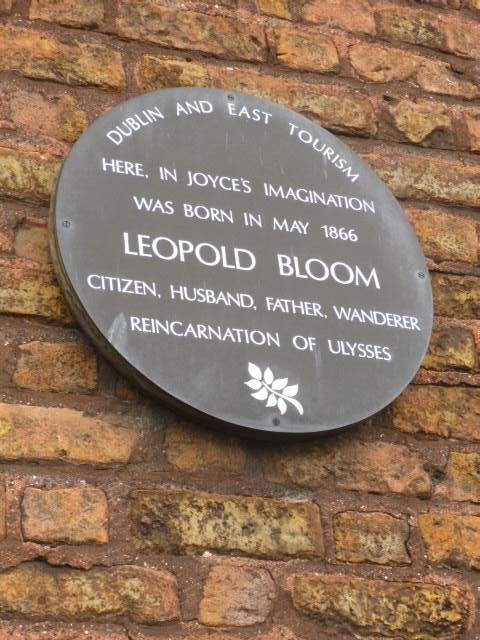 DUBLIN AND EAST TOURISM
HERE, IN JOYCE'S IMAGINATION
WAS BORN IN MAY 1866
LEOPOLD BLOOM
CITIZEN, HUSBAND, FATHER, WANDERER
REINCARNATION OF ULYSSES